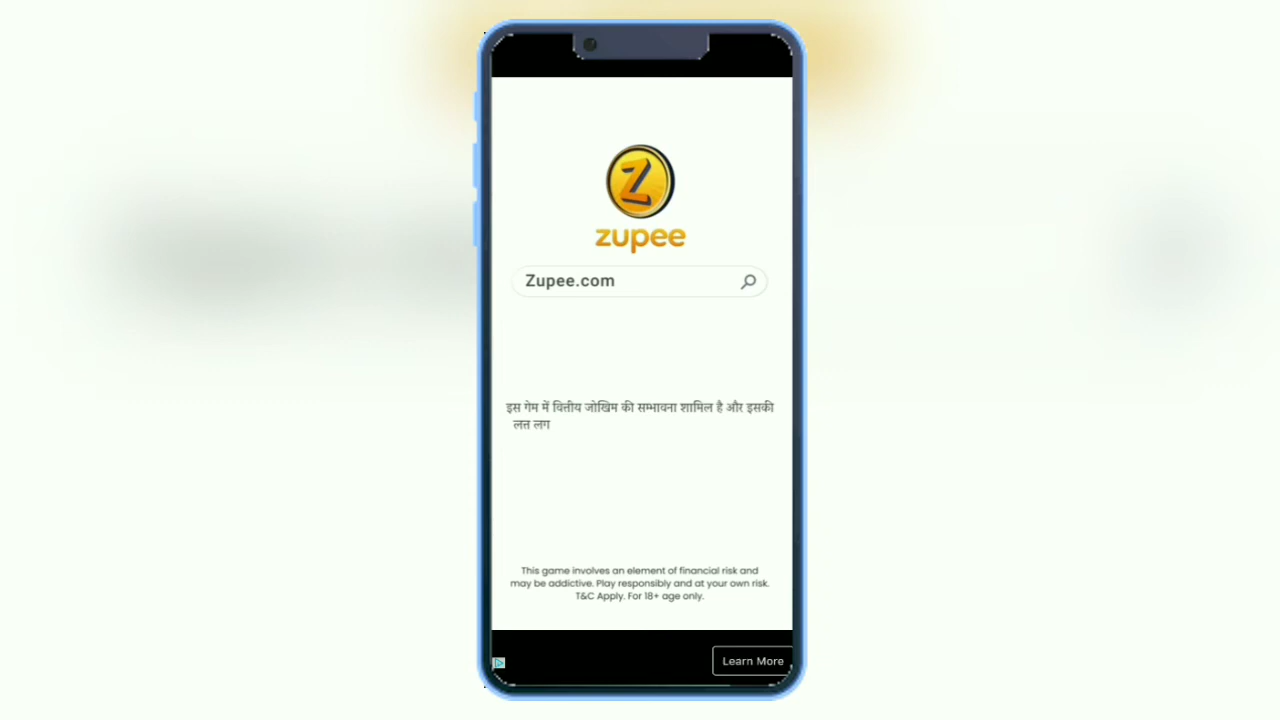 Z
zupee
Zupee.com
इस गेम में वित्तीय जोखिम की सम्भावना शामिल है और इसकी
लत्त लग
This game involves an element of financial risk and
may be addictive. Play responsibly and at your own risk.
T&C Apply. For 18+ age only.
Learn More